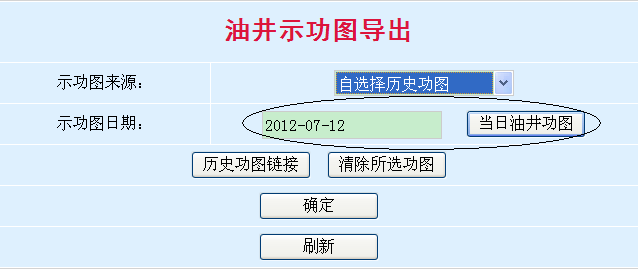 油井示功图导出
示功图来源： 自选择历史功图
示功图日期： 2012-07-12 当日油井功图
历史功图链接 清除所选功图
确定
刷新